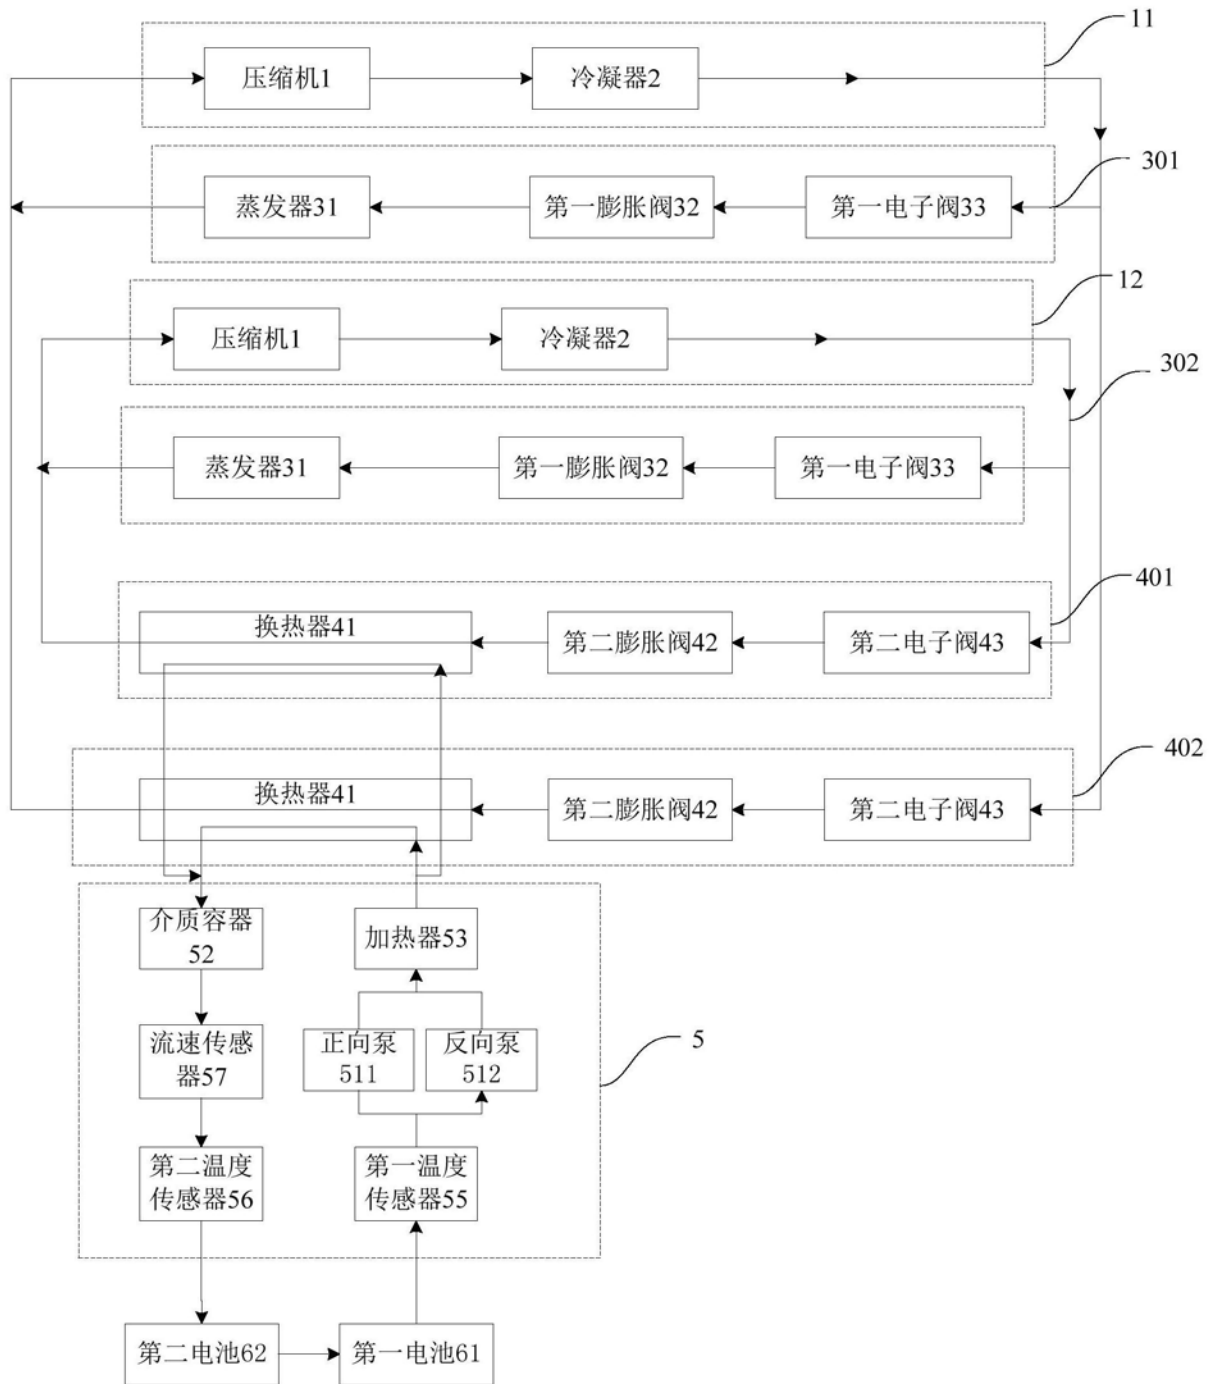 11
压缩机1
冷凝器2
301
蒸发器31
第一膨胀阀32
第一电子阀33
12
压缩机1
冷凝器2
302
蒸发器31
第一膨胀阀32
第一电子阀33
401
换热器41
第二膨胀阀42
第二电子阀43
402
换热器41
第二膨胀阀42
第二电子阀43
介质容器
52
加热器53
流速传感
器57
正向泵
511
反向泵
512
5
第二温度
传感器56
第一温度
传感器55
第二电池62
第一电池61